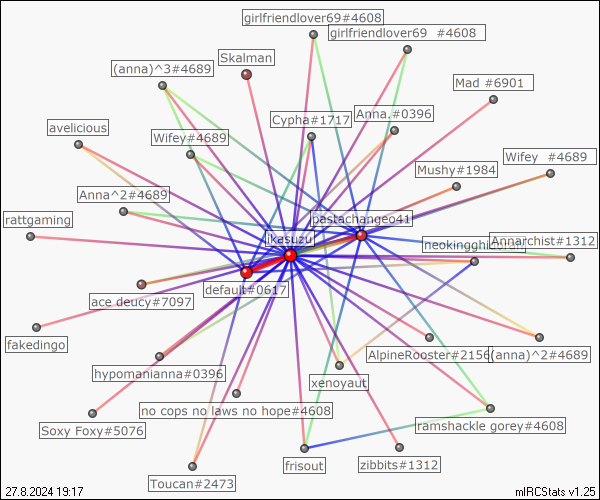 girlfriendlover69#4608
girlfriendlover69 #4608
Skalman
(anna)^3#4689
Mad #6901
Cypha#1717
Anna.#0396
avelicious
Wifey#4689
Wifey #4689
Mushy#1984
Anna^2#4689
pastachangeo41
rattgaming
ikasuzu
Annarchist#1312
default#0617
ace deucy#7097
fakedingo
AlpineRooster#2156
(anna)^2#4689
hypomanianna#0396
xenoyaut
no cops no laws no hope#4608
Soxy Foxy#5076
ramshackle gorey#4608
frisout
zibbits#1312
Toucan#2473
27.8.2024 19:17
mIRCStats v1.25